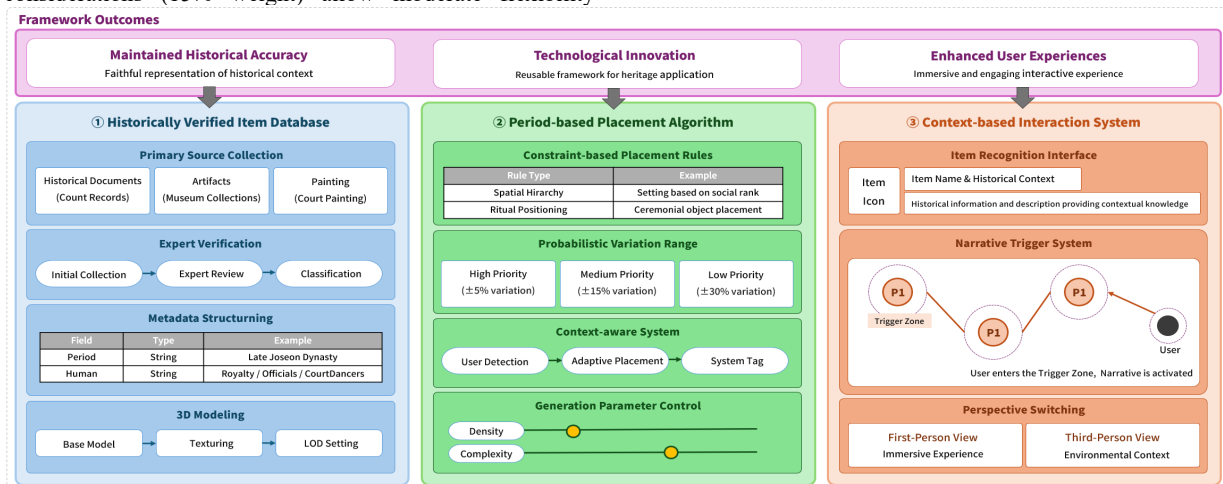 considerations (15% weight) allow moderate flexibility
Framework Outcomes
Maintained Historical Accuracy
Faithful representation of historical context
Technological Innovation
Reusable framework for heritage application
Enhanced User Experiences
Immersive and engaging interactive experience
① Historically Verified Item Database
Primary Source Collection
Historical Documents
(Count Records)
Artifacts
(Museum Collections)
Painting
(Court Painting)
Expert Verification
Initial Collection
Expert Review
Classification
Metadata Structurning
Field Type Example
Period String Late Joseon Dynasty
Human String Royalty / Officials / CourtDancers
3D Modeling
Base Model
Texturing
LOD Setting
② Period-based Placement Algorithm
Constraint-based Placement Rules
Rule Type Example
Spatial Hirarchy Setting based on social rank
Ritual Positioning Ceremonial object placement
Probabilistic Variation Range
High Priority
(±5% variation)
Medium Priority
(±15% variation)
Low Priority
(±30% variation)
Context-aware System
User Detection
Adaptive Placement
System Tag
Generation Parameter Control
Density
Complexity
③ Context-based Interaction System
Item Recognition Interface
Item
Icon
Item Name & Historical Context
Historical information and description providing contextual knowledge
Narrative Trigger System
P1
Trigger Zone
P1
P1
User
User enters the Trigger Zone, Narrative is activated
Perspective Switching
First-Person View
Immersive Experience
Third-Person View
Environmental Context